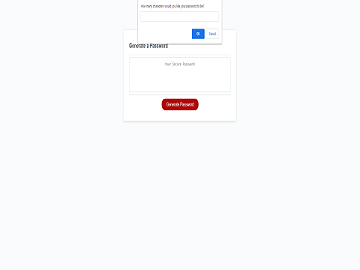 How many characters would you like your password to be?
OK
Cancel
Generate a Password
Your Secure Password
Generate Password